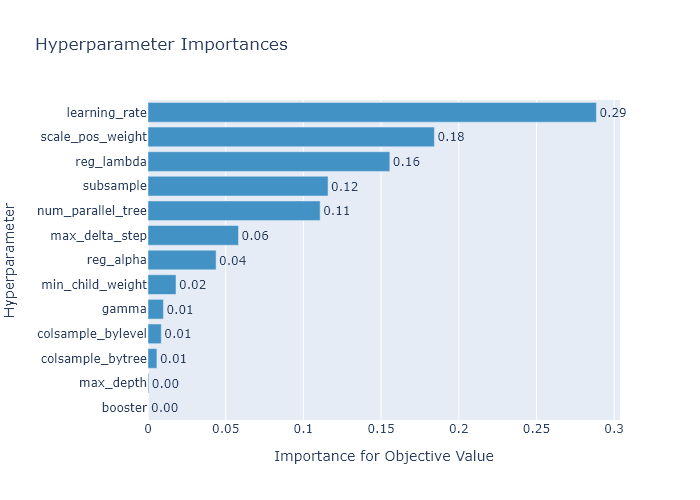 Hyperparameter Importances
Hyperparameter
learning_rate 0.29
scale_pos_weight 0.18
reg_lambda 0.16
subsample 0.12
num_parallel_tree 0.11
max_delta_step 0.06
reg_alpha 0.04
min_child_weight 0.02
gamma 0.01
colsample_bylevel 0.01
colsample_bytree 0.01
max_depth 0.00
booster 0.00
0 0.05 0.1 0.15 0.2 0.25 0.3
Importance for Objective Value